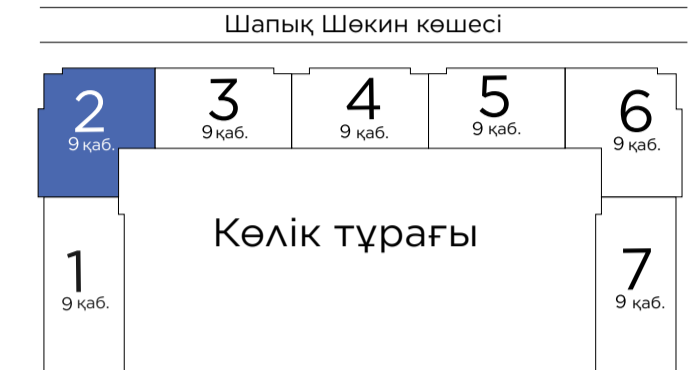 Шапық Шөкин көшесі
2
9 қаб.
3
9 қаб.
4
9 қаб.
5
9 қаб.
6
9 қаб.
Көлік тұрағы
1
9 қаб.
7
9 қаб.